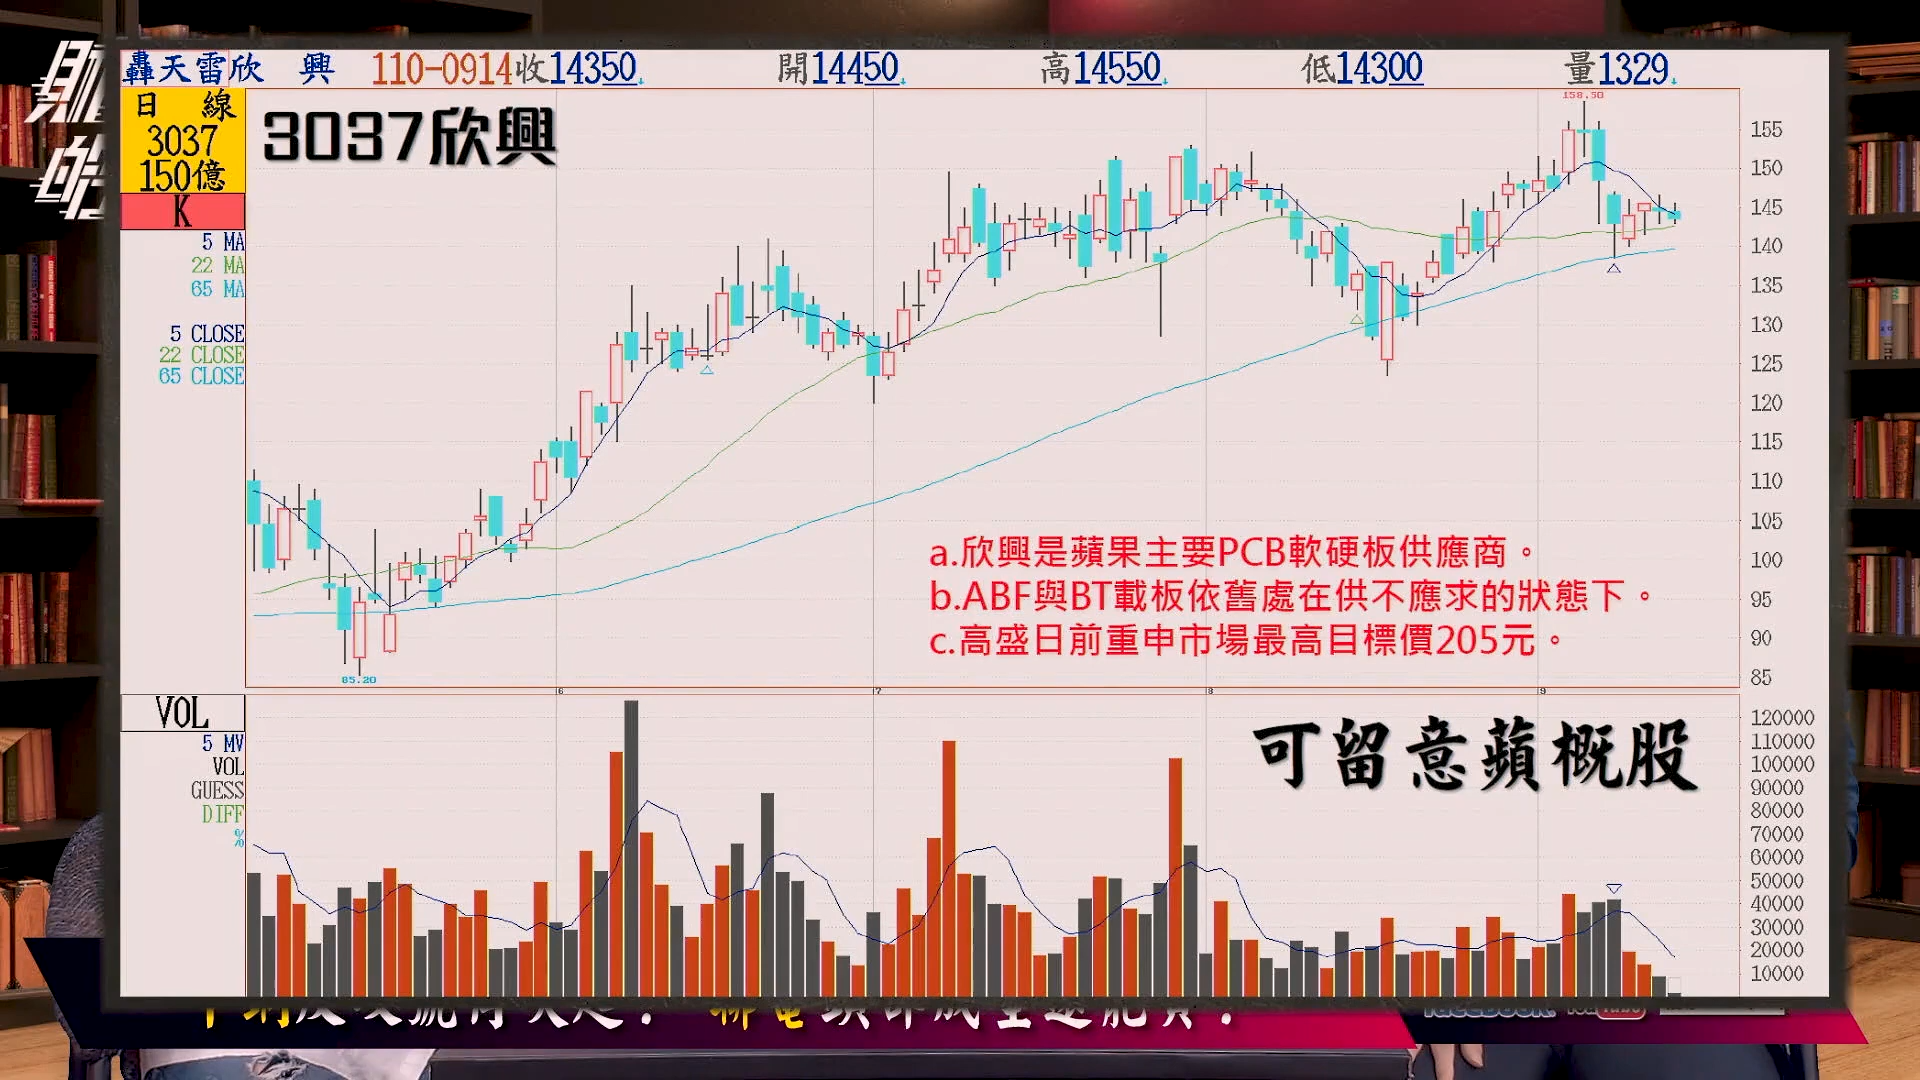 轟天雷欣 興 110-0914收14350 開14450 高14550 低14300 量1329
日 線
3037
150億
K
3037欣興
5 MA
22 MA
65 MA
5 CLOSE
22 CLOSE
65 CLOSE
158.50
155
150
145
140
135
130
125
120
115
110
105
100
95
90
85
85.20
a.欣興是蘋果主要PCB軟硬板供應商。
b.ABF與BT載板依舊處在供不應求的狀態下。
c.高盛日前重申市場最高目標價205元。
6 7 8 9
VOL
5 MV
VOL
GUESS
DIFF
%
可留意蘋概股
120000
110000
100000
90000
80000
70000
60000
50000
40000
30000
20000
10000